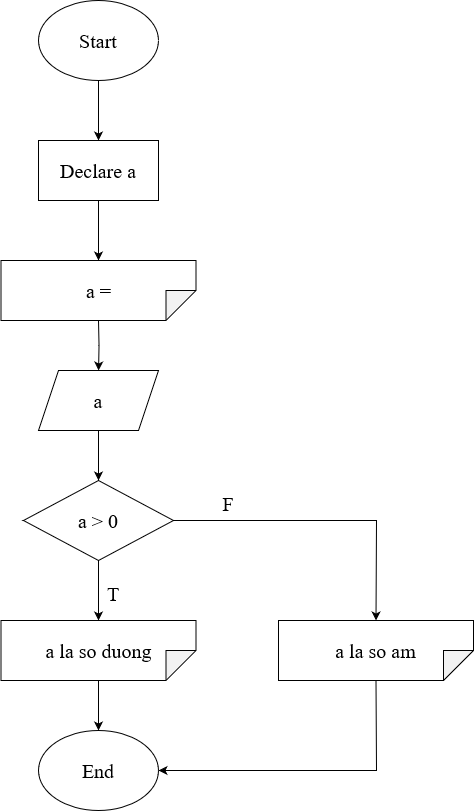 Start
Declare a
a =
a
a > 0
F
T
a la so duong
a la so am
End